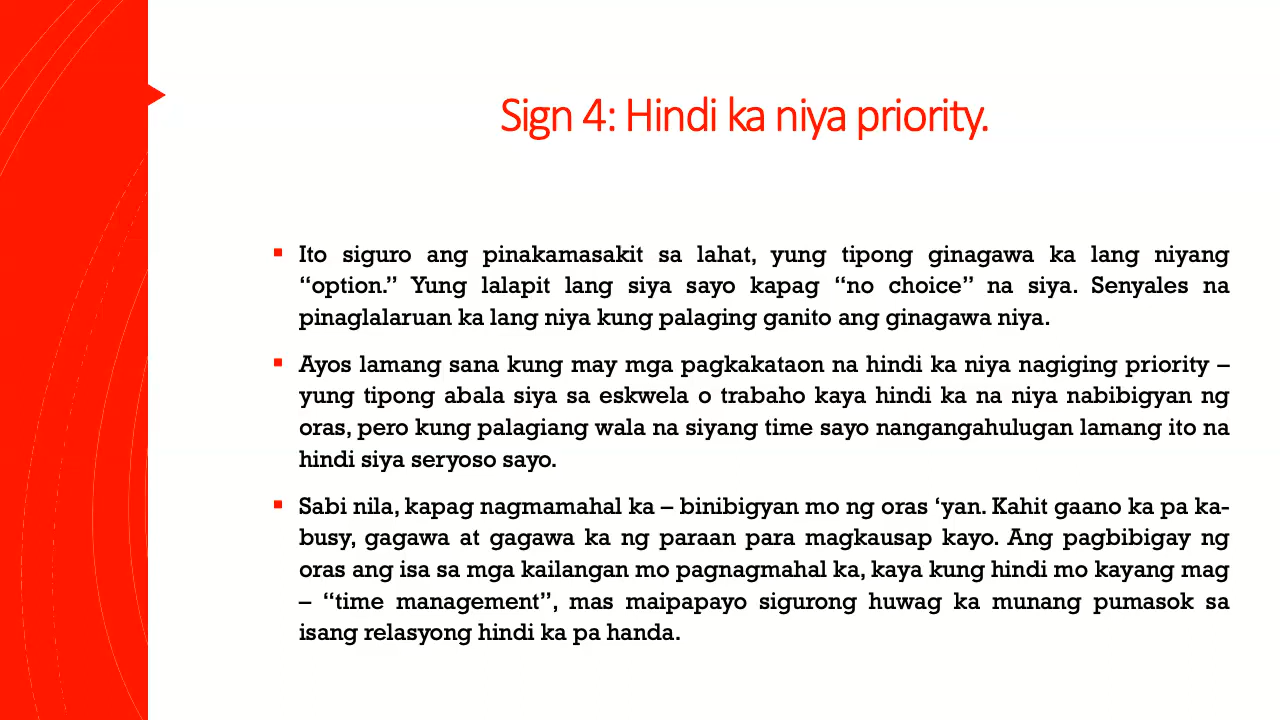 Sign 4: Hindi ka niya priority.
▪ Ito siguro ang pinakamasakit sa lahat, yung tipong ginagawa ka lang niyang
“option.” Yung lalapit lang siya sayo kapag “no choice” na siya. Senyales na
pinaglalaruan ka lang niya kung palaging ganito ang ginagawa niya.
▪ Ayos lamang sana kung may mga pagkakataon na hindi ka niya nagiging priority –
yung tipong abala siya sa eskwela o trabaho kaya hindi ka na niya nabibigyan ng
oras, pero kung palagiang wala na siyang time sayo nangangahulugan lamang ito na
hindi siya seryoso sayo.
▪ Sabi nila, kapag nagmamahal ka – binibigyan mo ng oras ‘yan. Kahit gaano ka pa ka-
busy, gagawa at gagawa ka ng paraan para magkausap kayo. Ang pagbibigay ng
oras ang isa sa mga kailangan mo pagnagmahal ka, kaya kung hindi mo kayang mag
– “time management”, mas maipapayo sigurong huwag ka munang pumasok sa
isang relasyong hindi ka pa handa.